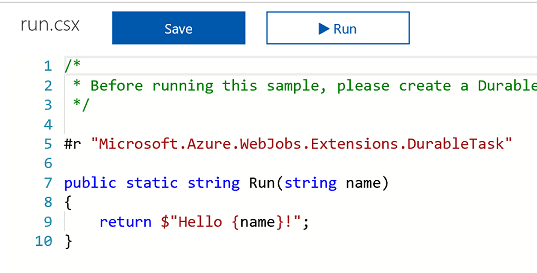 run.csx Save Run
1 /*
2 * Before running this sample, please create a Durable
3 */
4
5 #r "Microsoft.Azure.WebJobs.Extensions.DurableTask"
6
7 public static string Run(string name)
8 {
9 return $"Hello {name}!";
10 }